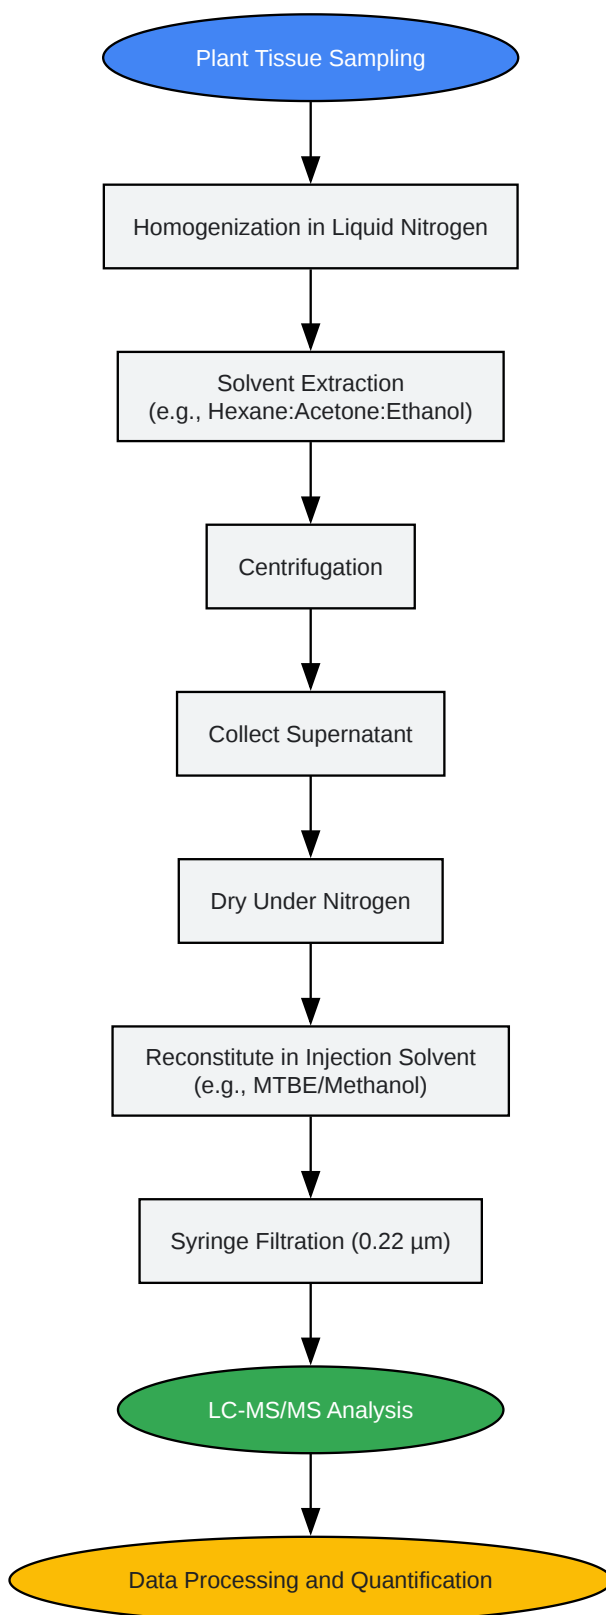 Plant Tissue Sampling
Homogenization in Liquid Nitrogen
Solvent Extraction
(e.g., Hexane:Acetone:Ethanol)
Centrifugation
Collect Supernatant
Dry Under Nitrogen
Reconstitute in Injection Solvent
(e.g., MTBE/Methanol)
Syringe Filtration (0.22 µm)
LC-MS/MS Analysis
Data Processing and Quantification